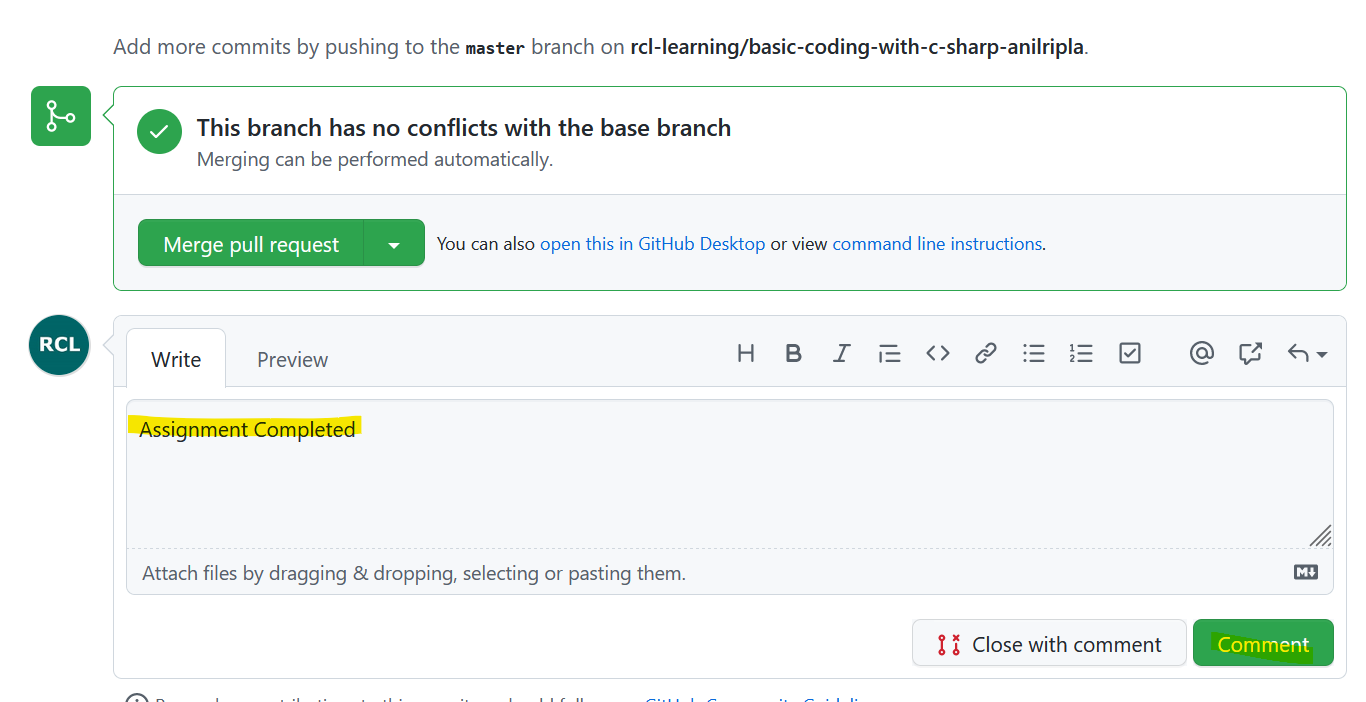 Add more commits by pushing to the master branch on rcl-learning/basic-coding-with-c-sharp-anilripla.
This branch has no conflicts with the base branch
Merging can be performed automatically.
Merge pull request
You can also open this in GitHub Desktop or view command line instructions.
RCL
Write
Preview
Assignment Completed
Attach files by dragging & dropping, selecting or pasting them.
Close with comment
Comment